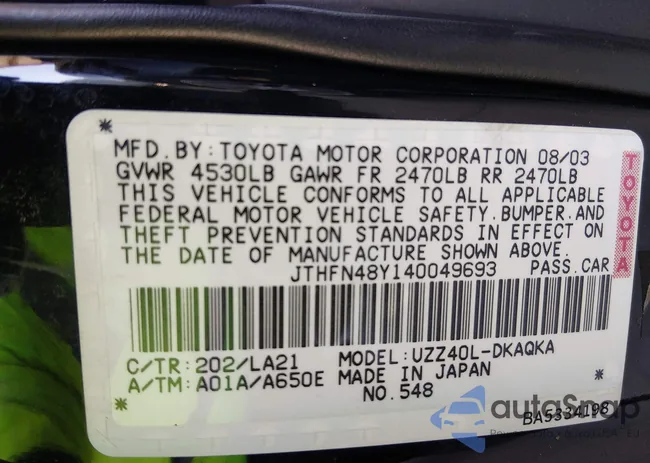 MFD.BY:TOYOTA MOTOR CORPORATION 08/03
GVWR 4530LB GAWR FR 2470LB RR 2470LB
THIS VEHICLE CONFORMS TO ALL APPLICABLE
FEDERAL MOTOR VEHICLE SAFETY.BUMPER.AND
THEFT PREVENTION STANDARDS IN EFFECT ON
THE DATE OF MANUFACTURE SHOWN ABOVE.
JTHFN48Y140049693 PASS.CAR
TOYOTA
C/TR:202/LA21 MODEL:UZZ40L-DKAQKA
A/TM:A01A/A650E MADE IN JAPAN
NO.548
BA5334198
autoSnap